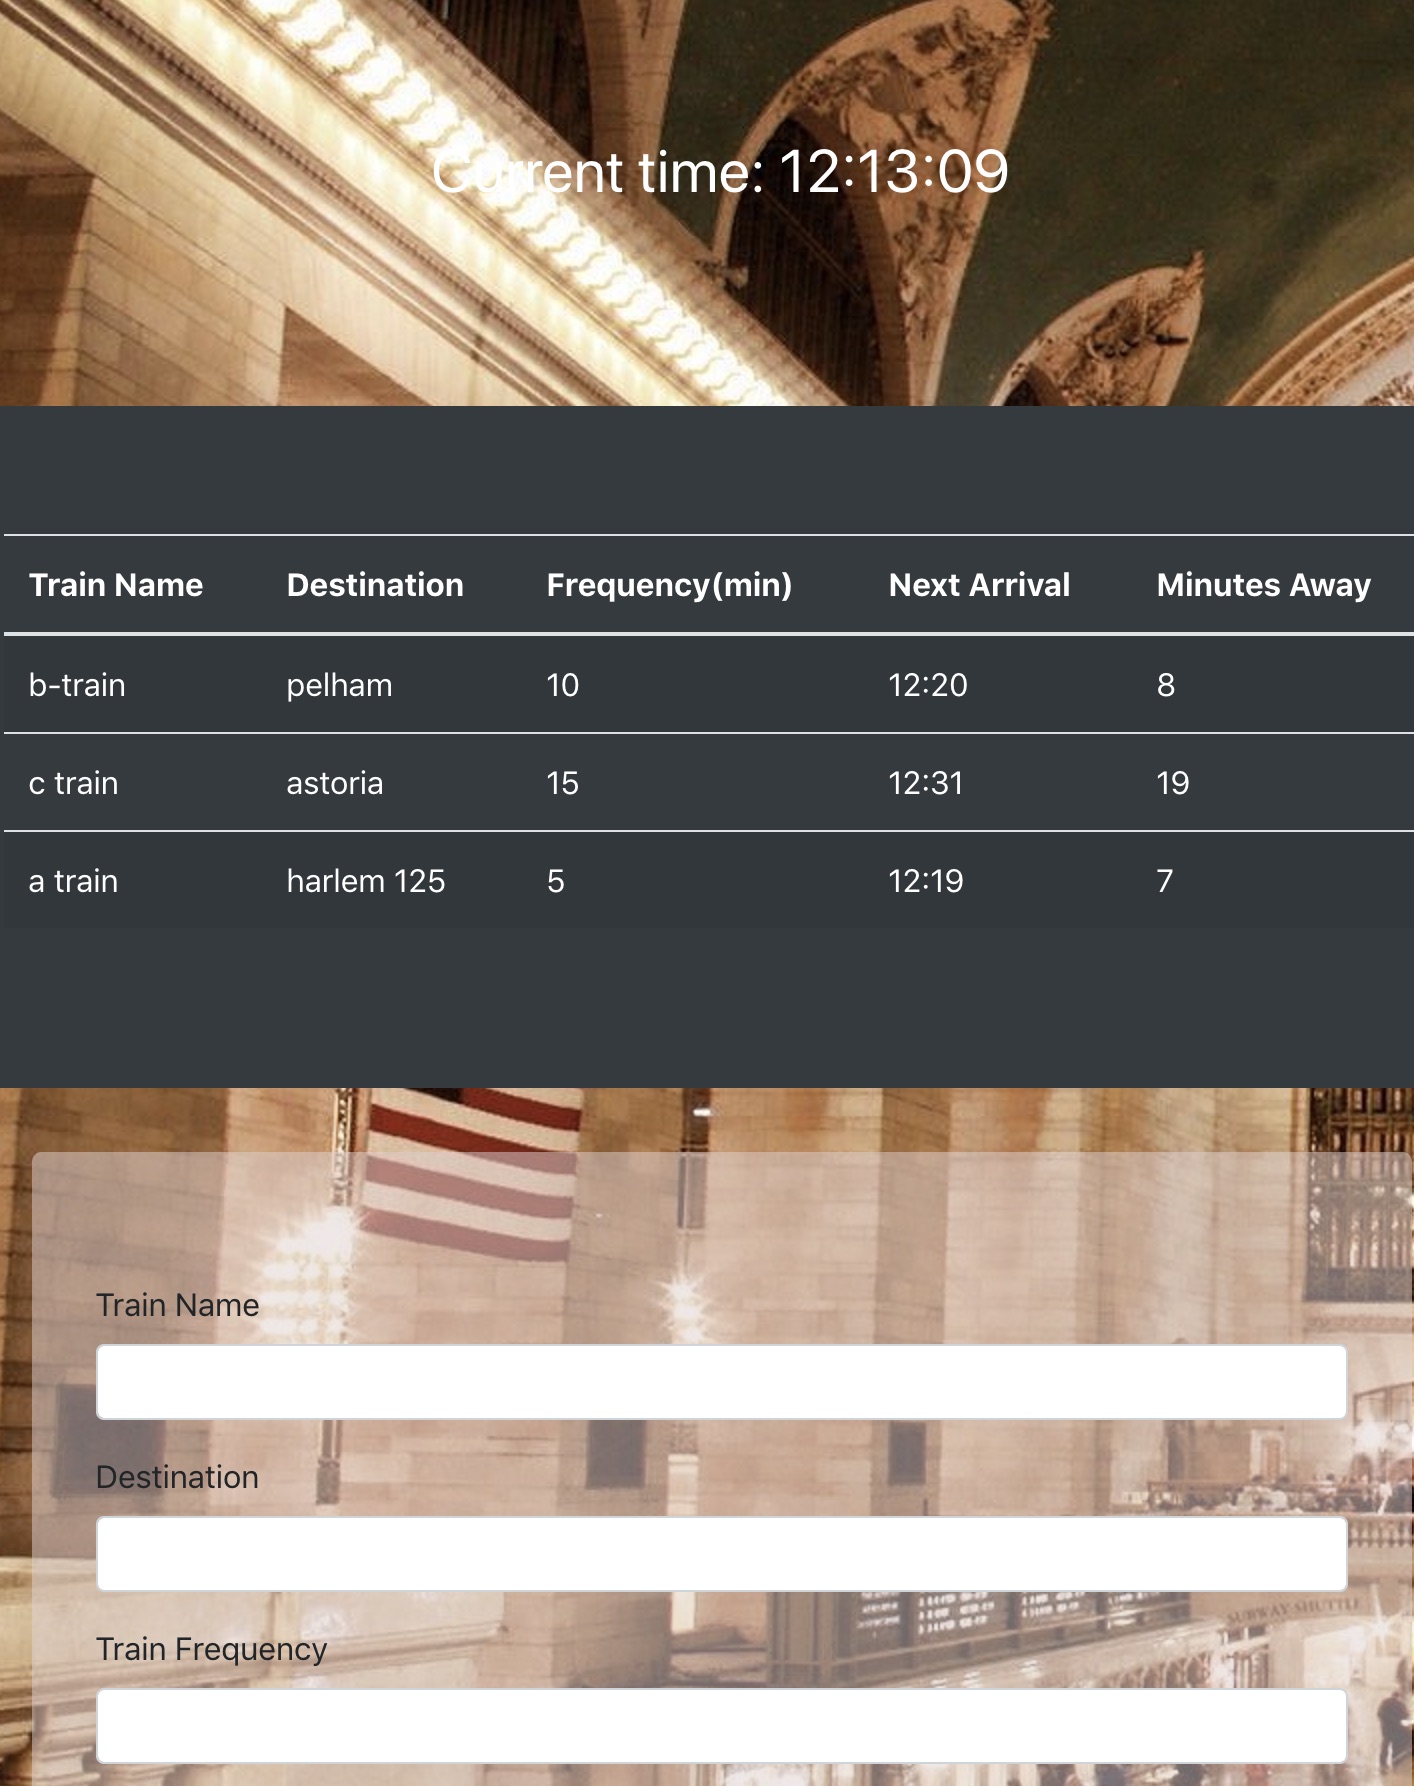 Current time: 12:13:09
Train Name Destination Frequency(min) Next Arrival Minutes Away
b-train pelham 10 12:20 8
c train astoria 15 12:31 19
a train harlem 125 5 12:19 7
Train Name
Destination
SUBWAY SHUTTLE
Train Frequency